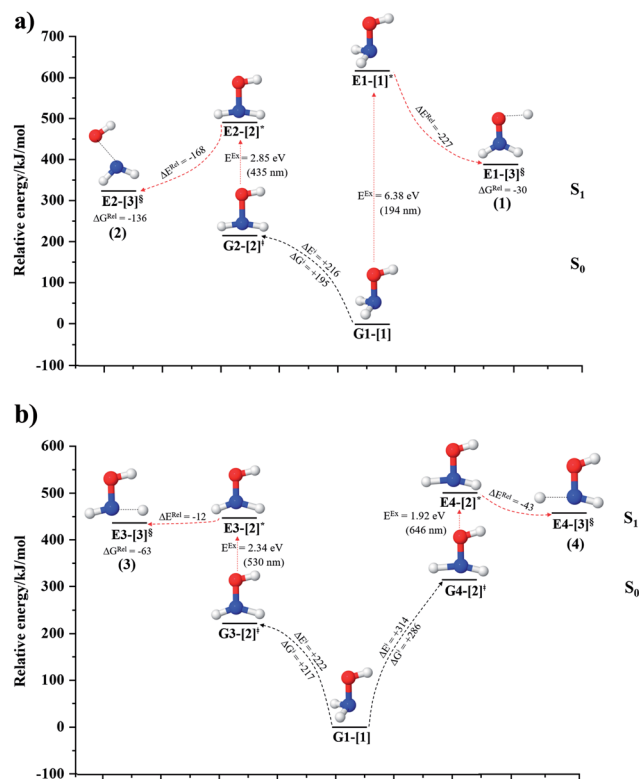 a)
Relative energy/kJ/mol
700
600
500
400
300
200
100
0
-100
E1-[1]*
ΔE^Rel = -227
E1-[3]§
ΔG^Rel = -30
(1)
E2-[2]*
ΔE^Rel = -168
E^Ex = 2.85 eV
(435 nm)
E2-[3]§
ΔG^Rel = -136
(2)
E^Ex = 6.38 eV
(194 nm)
S₁
G2-[2]‡
ΔE‡ = +216
ΔG‡ = +195
S₀
G1-[1]
b)
Relative energy/kJ/mol
600
500
400
300
200
100
0
-100
E3-[3]§
ΔG^Rel = -63
(3)
ΔE^Rel = -12
E3-[2]*
E^Ex = 2.34 eV
(530 nm)
E4-[2]*
ΔE^Rel = -43
E^Ex = 1.92 eV
(646 nm)
E4-[3]§
(4)
S₁
G3-[2]‡
ΔE‡ = +222
ΔG‡ = +217
G4-[2]‡
ΔE‡ = +314
ΔG‡ = +286
S₀
G1-[1]